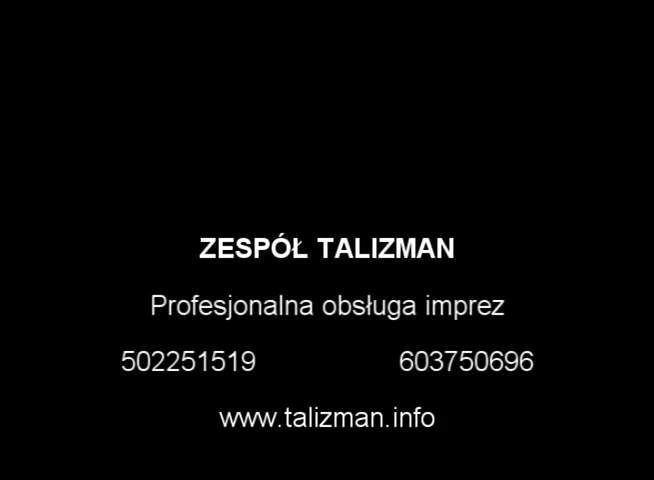 ZESPÓŁ TALIZMAN
Profesjonalna obsługa imprez
502251519 603750696
www.talizman.info